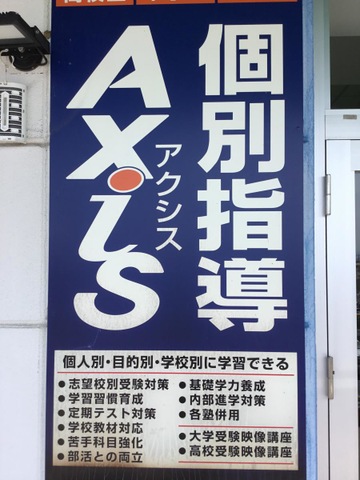 個別指導
AXiS
アクシス
個人別・目的別・学校別に学習できる
●志望校別受験対策
●学習習慣育成
●定期テスト対策
●学校教材対応
●苦手科目強化
●部活との両立
●基礎学力養成
●内部進学対策
●各塾併用
●大学受験映像講座
●高校受験映像講座